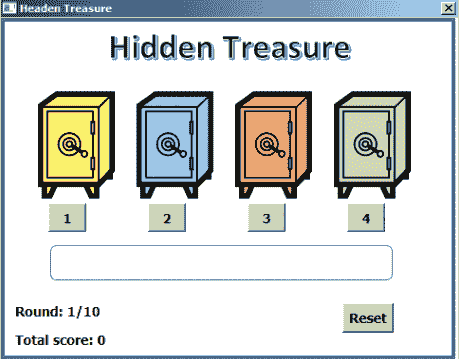 Headen Treasure
Hidden Treasure
1 2 3 4
Round: 1/10
Reset
Total score: 0